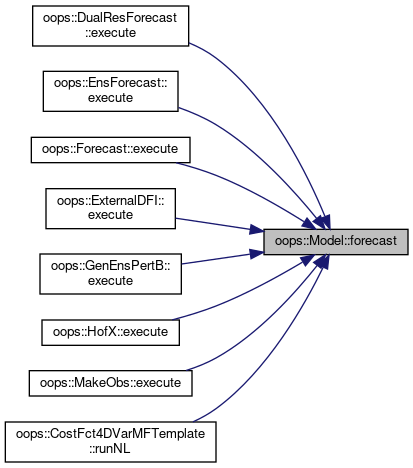 oops::DualResForecast
::execute
oops::EnsForecast::
execute
oops::Forecast::execute
oops::ExternalDFI::
execute
oops::Model::forecast
oops::GenEnsPertB::
execute
oops::HofX::execute
oops::MakeObs::execute
oops::CostFct4DVarMFTemplate
::runNL